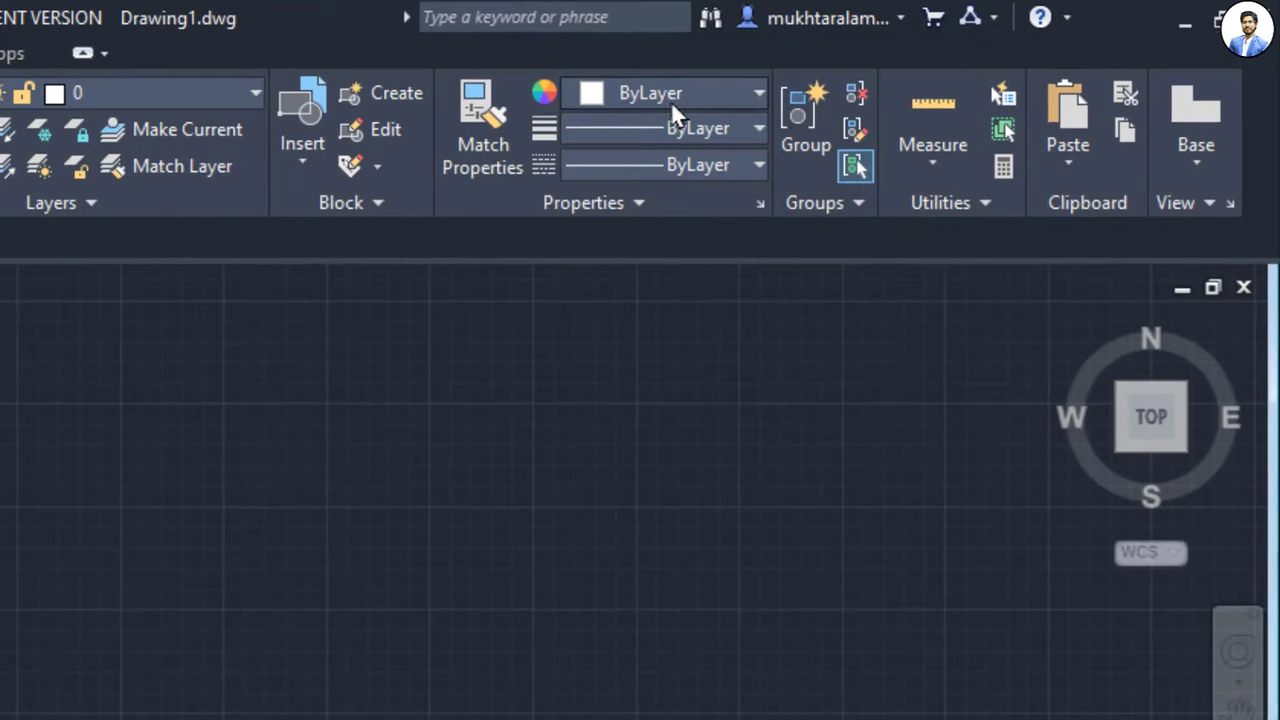 ENT VERSION Drawing1.dwg
Type a keyword or phrase
mukhtaralam...
ops
0
ByLayer
Create
Make Current
Insert
Edit
Match
Properties
ByLayer
Group
Measure
Paste
Base
Match Layer
ByLayer
Layers
Block
Properties
Groups
Utilities
Clipboard
View
N
W
TOP
E
S
WCS